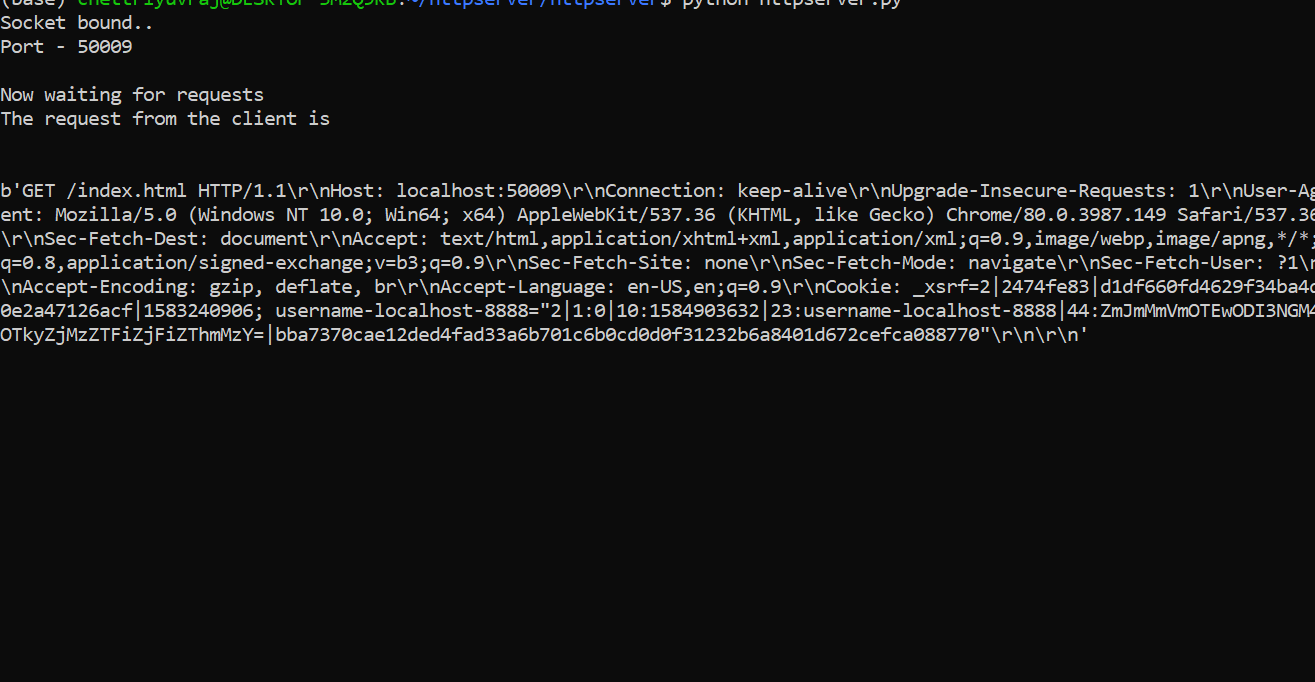 (base) :~/httpserver/httpserver$ python httpserver.py
Socket bound..
Port - 50009
Now waiting for requests
The request from the client is
b'GET /index.html HTTP/1.1\r\nHost: localhost:50009\r\nConnection: keep-alive\r\nUpgrade-Insecure-Requests: 1\r\nUser-Ag
ent: Mozilla/5.0 (Windows NT 10.0; Win64; x64) AppleWebKit/537.36 (KHTML, like Gecko) Chrome/80.0.3987.149 Safari/537.36
\r\nSec-Fetch-Dest: document\r\nAccept: text/html,application/xhtml+xml,application/xml;q=0.9,image/webp,image/apng,*/*;
q=0.8,application/signed-exchange;v=b3;q=0.9\r\nSec-Fetch-Site: none\r\nSec-Fetch-Mode: navigate\r\nSec-Fetch-User: ?1\r
\nAccept-Encoding: gzip, deflate, br\r\nAccept-Language: en-US,en;q=0.9\r\nCookie: _xsrf=2|2474fe83|d1df660fd4629f34ba4c
0e2a47126acf|1583240906; username-localhost-8888="2|1:0|10:1584903632|23:username-localhost-8888|44:ZmJmMmVmOTEwODI3NGM4
OTkyZjMzZTFiZjFiZThmMzY=|bba7370cae12ded4fad33a6b701c6b0cd0d0f31232b6a8401d672cefca088770"\r\n\r\n'